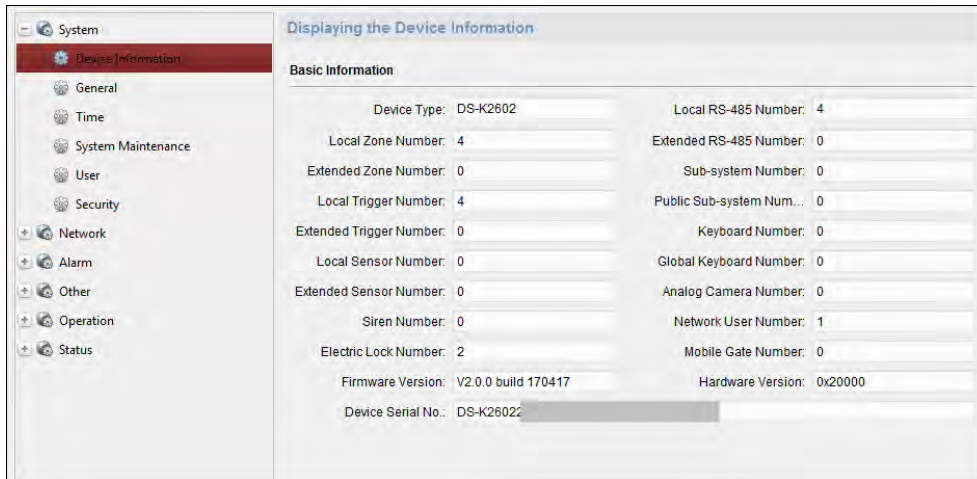 System
Device Information
General
Time
System Maintenance
User
Security
Network
Alarm
Other
Operation
Status
Displaying the Device Information
Basic Information
Device Type: DS-K2602 Local RS-485 Number: 4
Local Zone Number: 4 Extended RS-485 Number: 0
Extended Zone Number: 0 Sub-system Number: 0
Local Trigger Number: 4 Public Sub-system Num... 0
Extended Trigger Number: 0 Keyboard Number: 0
Local Sensor Number: 0 Global Keyboard Number: 0
Extended Sensor Number: 0 Analog Camera Number: 0
Siren Number: 0 Network User Number: 1
Electric Lock Number: 2 Mobile Gate Number: 0
Firmware Version: V2.0.0 build 170417 Hardware Version: 0x20000
Device Serial No.: DS-K26022